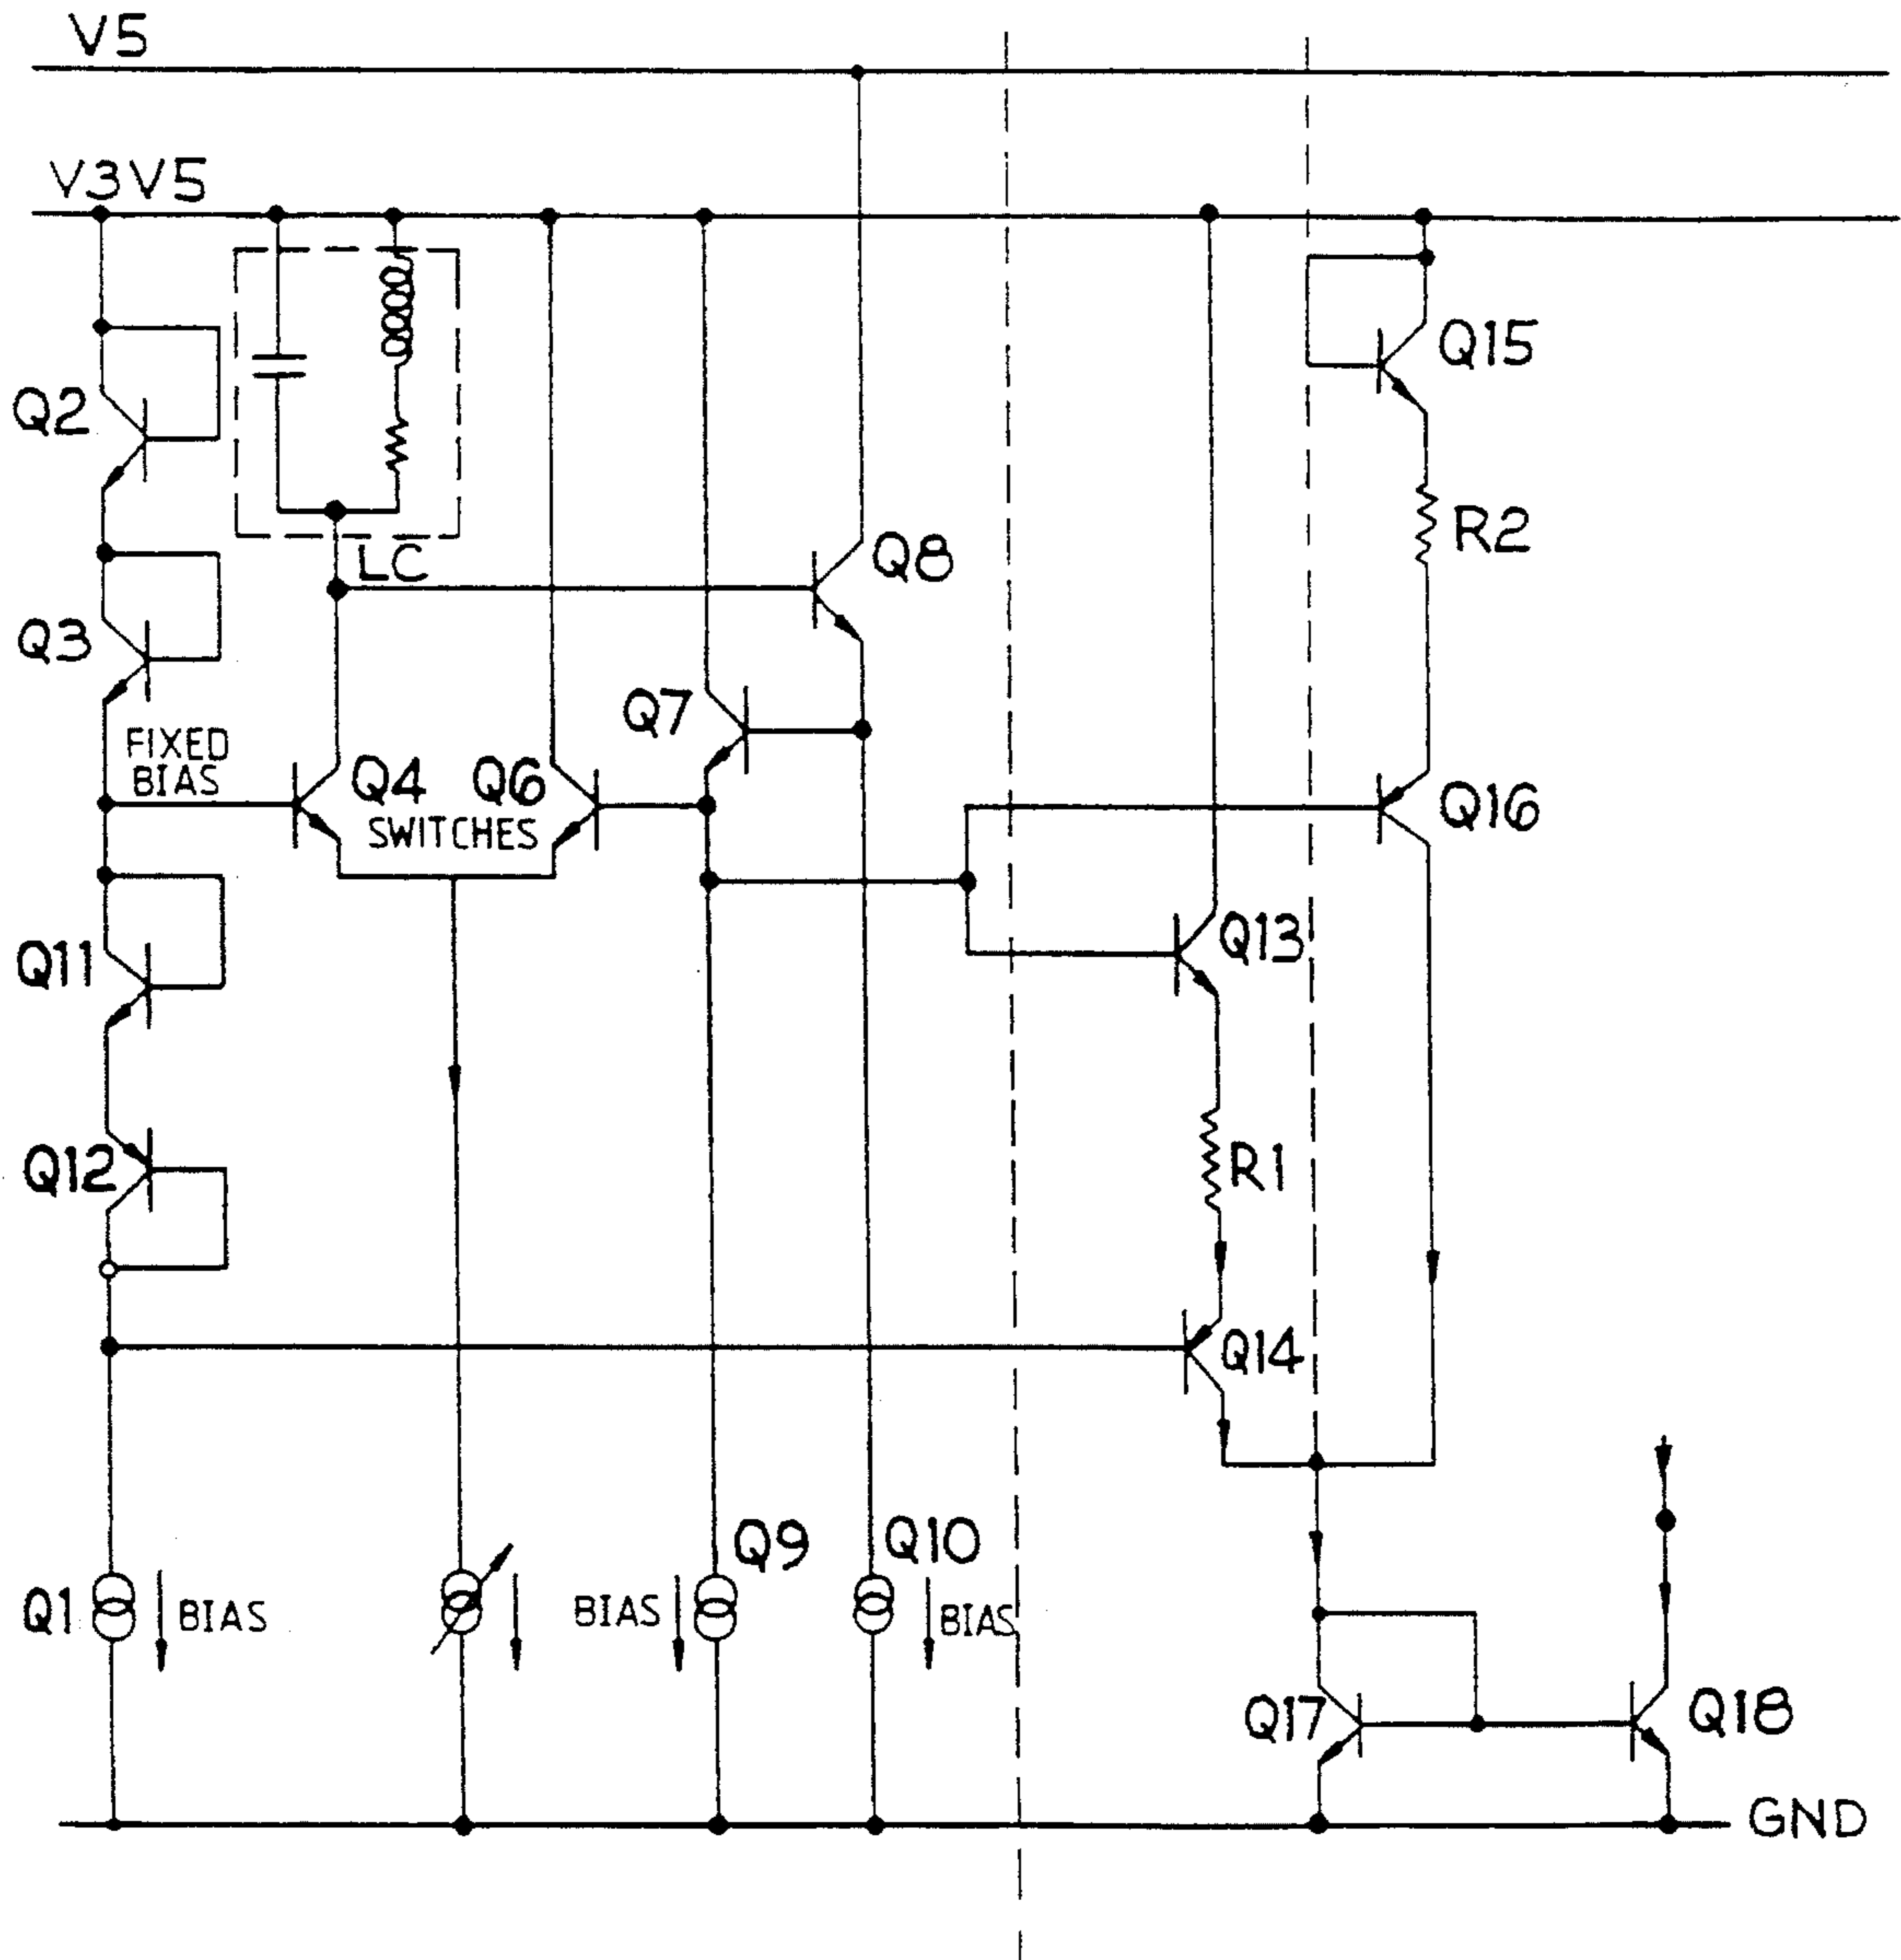 V5
V3V5
Q2
Q15
R2
LC
Q8
Q3
Q7
FIXED
BIAS
Q4
Q6
SWITCHES
Q16
Q11
Q13
Q12
R1
Q14
Q9
Q10
Q1
BIAS
BIAS
BIAS
Q17
Q18
GND